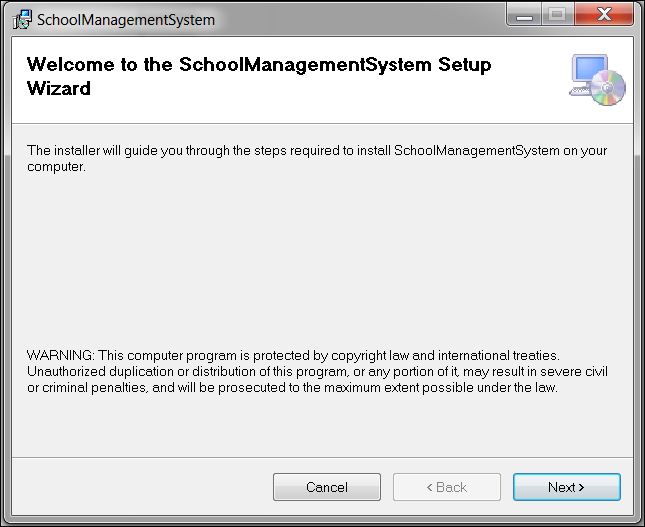 SchoolManagementSystem
Welcome to the SchoolManagementSystem Setup
Wizard
The installer will guide you through the steps required to install SchoolManagementSystem on your
computer.
WARNING: This computer program is protected by copyright law and international treaties.
Unauthorized duplication or distribution of this program, or any portion of it, may result in severe civil
or criminal penalties, and will be prosecuted to the maximum extent possible under the law.
Cancel < Back Next >